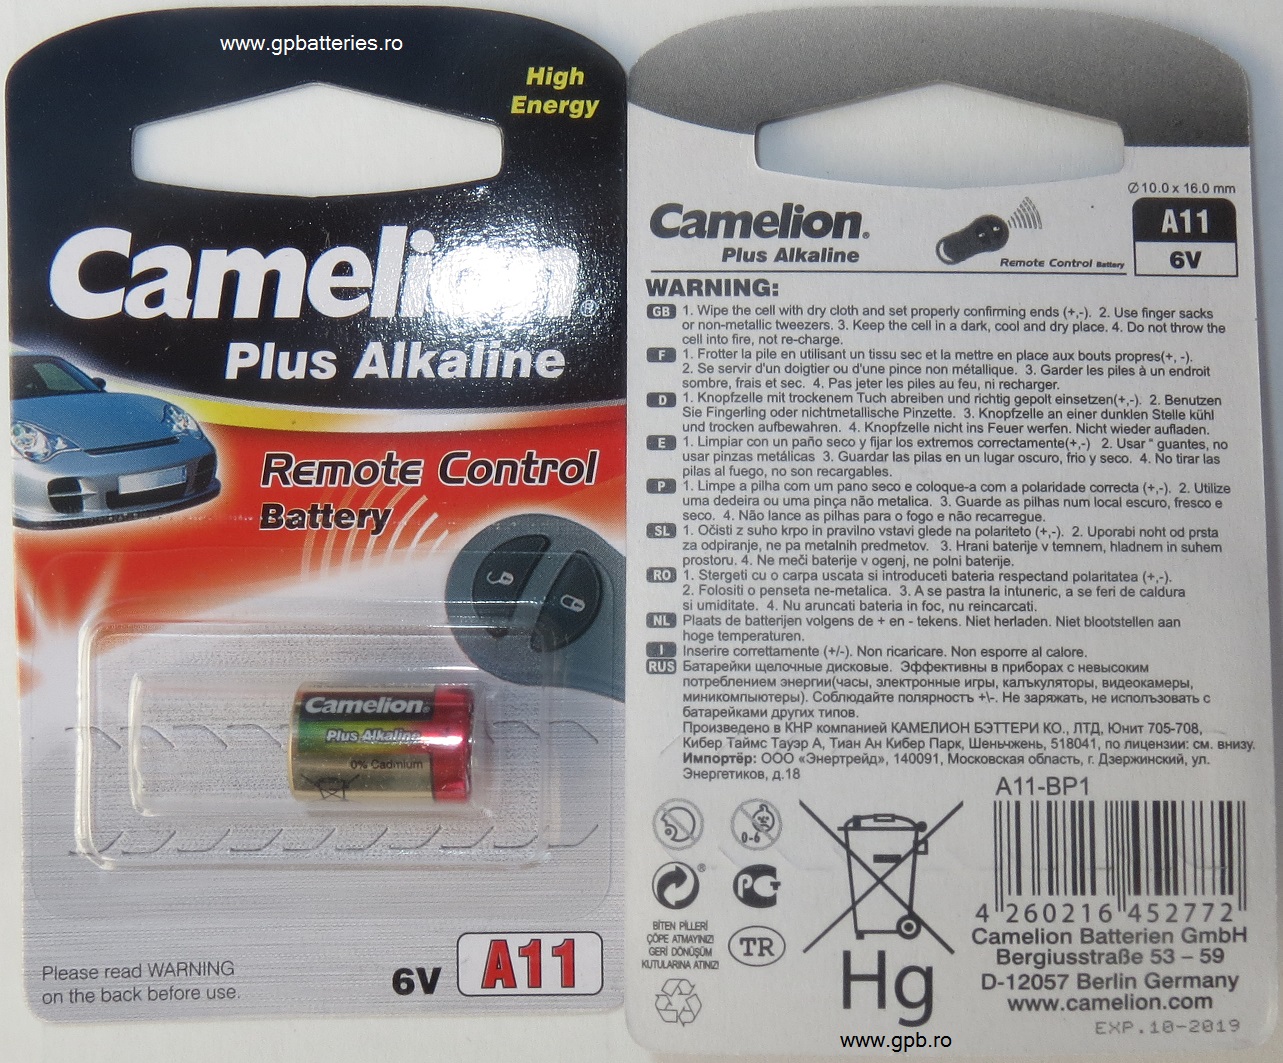 www.gpbatteries.ro
High
Energy
Camelion®
Plus Alkaline
Remote Control
Battery
Camelion®
Plus Alkaline
0% Cadmium
Please read WARNING
on the back before use.
6V
A11
Ø10.0 x 16.0 mm
Camelion®
Plus Alkaline
Remote Control Battery
A11
6V
WARNING:
GB 1. Wipe the cell with dry cloth and set properly confirming ends (+,-). 2. Use finger sacks
or non-metallic tweezers. 3. Keep the cell in a dark, cool and dry place. 4. Do not throw the
cell into fire, not re-charge.
F 1. Frotter la pile en utilisant un tissu sec et la mettre en place aux bouts propres(+, -).
2. Se servir d'un doigtier ou d'une pince non métallique. 3. Garder les piles à un endroit
sombre, frais et sec. 4. Pas jeter les piles au feu, ni recharger.
D 1. Knopfzelle mit trockenem Tuch abreiben und richtig gepolt einsetzen(+,-). 2. Benutzen
Sie Fingerling oder nichtmetallische Pinzette. 3. Knopfzelle an einer dunklen Stelle kühl
und trocken aufbewahren. 4. Knopfzelle nicht ins Feuer werfen. Nicht wieder aufladen.
E 1. Limpiar con un paño seco y fijar los extremos correctamente(+,-) 2. Usar “ guantes, no
usar pinzas metálicas 3. Guardar las pilas en un lugar oscuro, frio y seco. 4. No tirar las
pilas al fuego, no son recargables.
P 1. Limpe a pilha com um pano seco e coloque-a com a polaridade correcta (+,-). 2. Utilize
uma dedeira ou uma pinça não metalica. 3. Guarde as pilhas num local escuro, fresco e
seco. 4. Não lance as pilhas para o fogo e não recarregue.
SL 1. Očisti z suho krpo in pravilno vstavi glede na polariteto (+,-). 2. Uporabi noht od prsta
za odpiranje, ne pa metalnih predmetov. 3. Hrani baterije v temnem, hladnem in suhem
prostoru. 4. Ne meči baterije v ogenj, ne polni baterije.
RO 1. Stergeti cu o carpa uscata si introduceti bateria respectand polaritatea (+,-).
2. Folositi o penseta ne-metalica. 3. A se pastra la intuneric, a se feri de caldura
si umiditate. 4. Nu aruncati bateria in foc, nu reincarcati.
NL Plaats de batterijen volgens de + en - tekens. Niet herladen. Niet blootstellen aan
hoge temperaturen.
I Inserire correttamente (+/-). Non ricaricare. Non esporre al calore.
RUS Батарейки щелочные дисковые. Эффективны в приборах с невысоким
потреблением энергии(часы, электронные игры, калькуляторы, видеокамеры,
миникомпьютеры). Соблюдайте полярность +\-. Не заряжать, не использовать с
батарейками других типов.
Произведено в КНР компанией КАМЕЛИОН БЭТТЕРИ КО., ЛТД, Юнит 705-708,
Кибер Таймс Тауэр А, Тиан Ан Кибер Парк, Шеньчжень, 518041, по лицензии: см. внизу.
Импортёр: ООО «Энертрейд», 140091, Московская область, г. Дзержинский, ул.
Энергетиков, д.18
A11-BP1
0-6
BİTEN PİLLERİ
ÇÖPE ATMAYINIZ!
GERİ DÖNÜŞÜM
KUTULARINA ATINIZ!
TR
Hg
4 260216 452772
Camelion Batterien GmbH
Bergiusstraße 53 – 59
D-12057 Berlin Germany
www.camelion.com
EXP.10-2019
www.gpb.ro